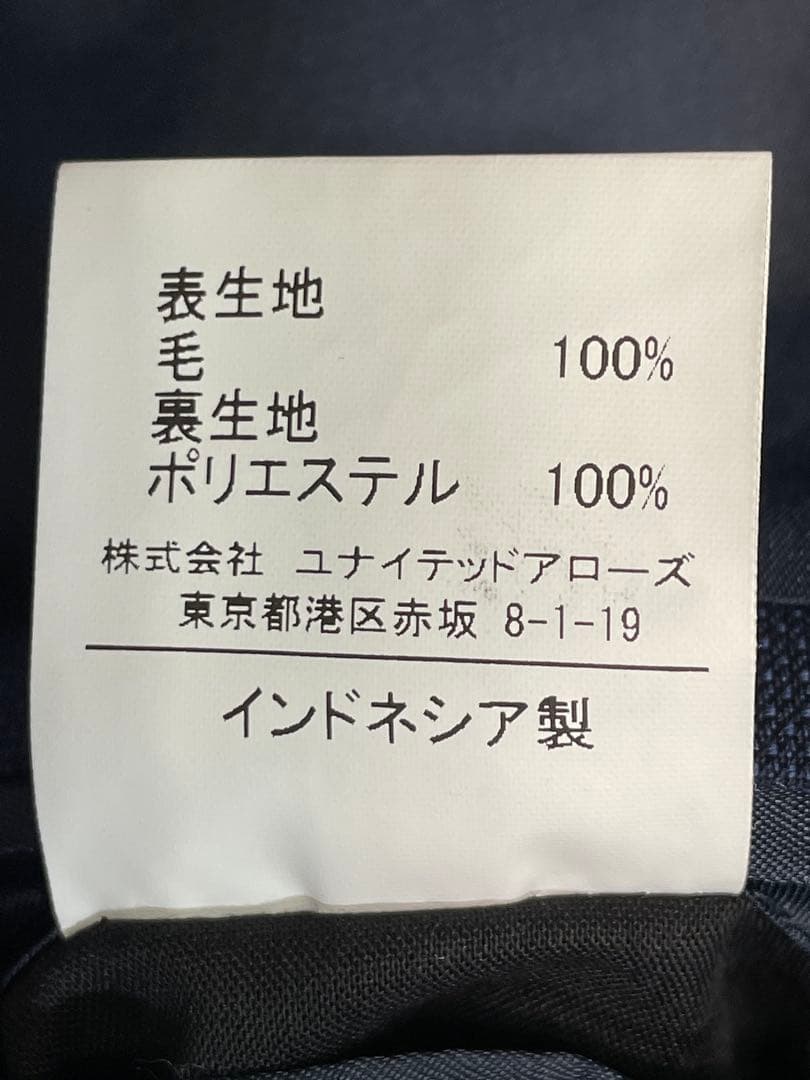 表生地
毛 100%
裏生地
ポリエステル 100%
株式会社 ユナイテッドアローズ
東京都港区赤坂 8-1-19
インドネシア製